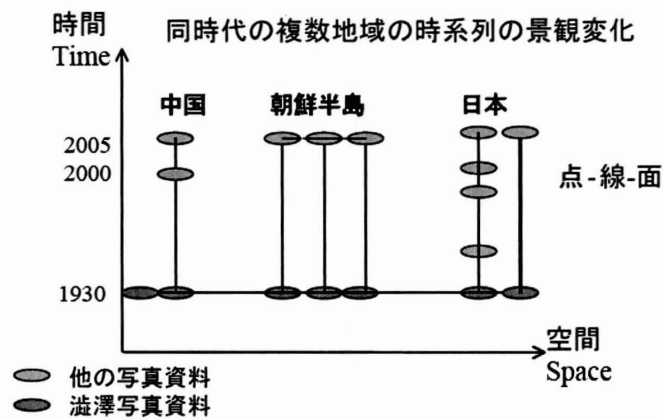 同時代の複数地域の時系列の景観変化
時間
Time
中国
朝鮮半島
日本
2005
2000
点-線-面
1930
空間
Space
他の写真資料
澁澤写真資料